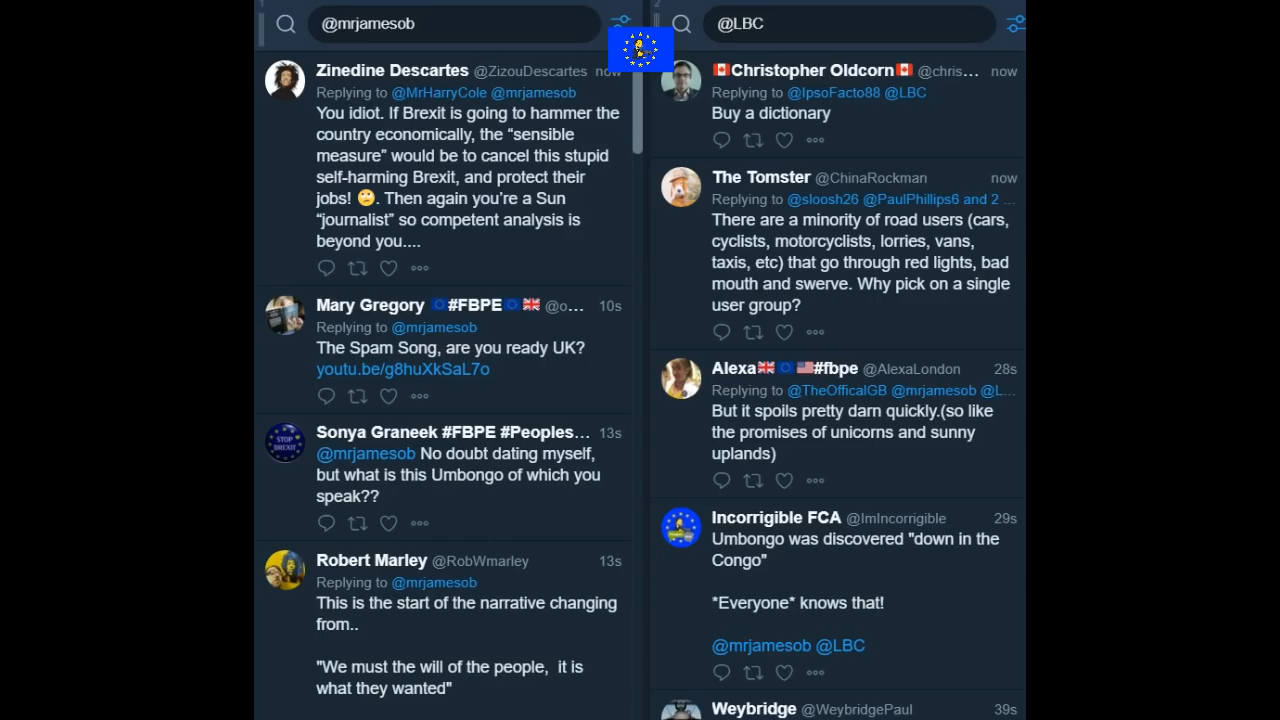 1
@mrjamesob
Zinedine Descartes @ZizouDescartes now
Replying to @MrHarryCole @mrjamesob
You idiot. If Brexit is going to hammer the
country economically, the “sensible
measure” would be to cancel this stupid
self-harming Brexit, and protect their
jobs! 🙄. Then again you’re a Sun
“journalist” so competent analysis is
beyond you....
Mary Gregory 🇪🇺#FBPE🇪🇺🇬🇧 @o… 10s
Replying to @mrjamesob
The Spam Song, are you ready UK?
youtu.be/g8huXkSaL7o
Sonya Graneek #FBPE #Peoples… 13s
@mrjamesob No doubt dating myself,
but what is this Umbongo of which you
speak??
STOP
BREXIT
Robert Marley @RobWmarley 13s
Replying to @mrjamesob
This is the start of the narrative changing
from..
"We must the will of the people, it is
what they wanted"
2
@LBC
🇨🇦Christopher Oldcorn🇨🇦 @chris… now
Replying to @IpsoFacto88 @LBC
Buy a dictionary
The Tomster @ChinaRockman now
Replying to @sloosh26 @PaulPhillips6 and 2 …
There are a minority of road users (cars,
cyclists, motorcyclists, lorries, vans,
taxis, etc) that go through red lights, bad
mouth and swerve. Why pick on a single
user group?
Alexa🇬🇧🇪🇺🇺🇸#fbpe @AlexaLondon 28s
Replying to @TheOfficalGB @mrjamesob @L…
But it spoils pretty darn quickly.(so like
the promises of unicorns and sunny
uplands)
Incorrigible FCA @ImIncorrigible 29s
Umbongo was discovered "down in the
Congo"
*Everyone* knows that!
@mrjamesob @LBC
Weybridge @WeybridgePaul 39s